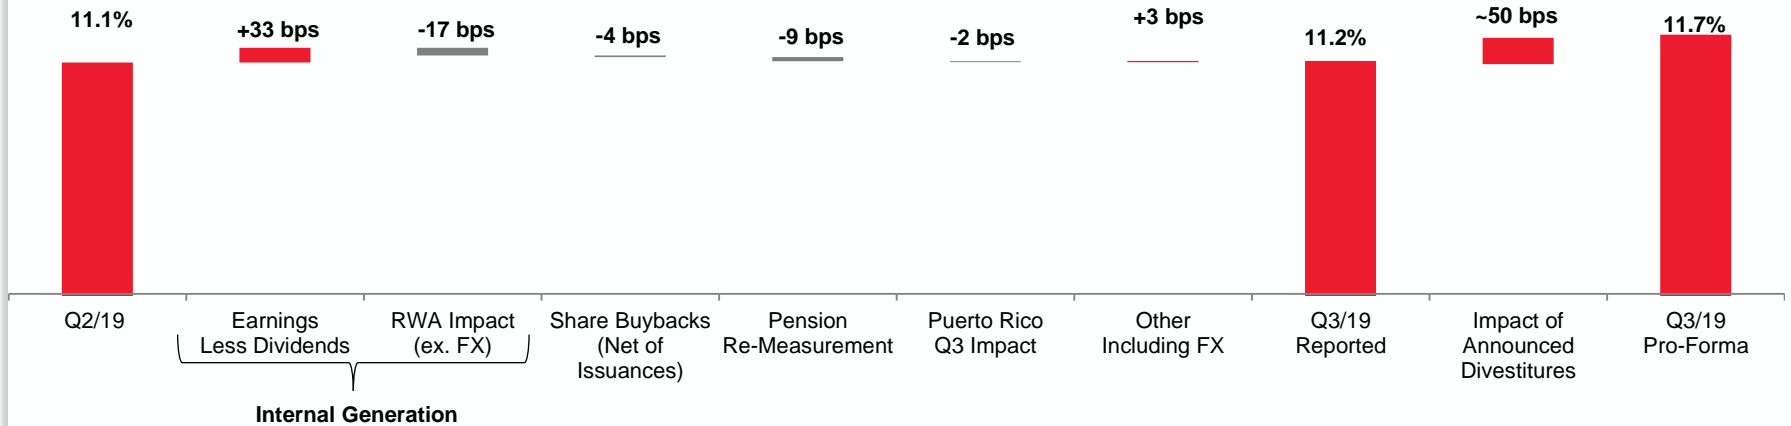 11.1%
+33 bps
-17 bps
-4 bps
-9 bps
-2 bps
+3 bps
11.2%
~50 bps
11.7%
Q2/19
Earnings
Less Dividends
RWA Impact
(ex. FX)
Share Buybacks
(Net of
Issuances)
Pension
Re-Measurement
Puerto Rico
Q3 Impact
Other
Including FX
Q3/19
Reported
Impact of
Announced
Divestitures
Q3/19
Pro-Forma
Internal Generation